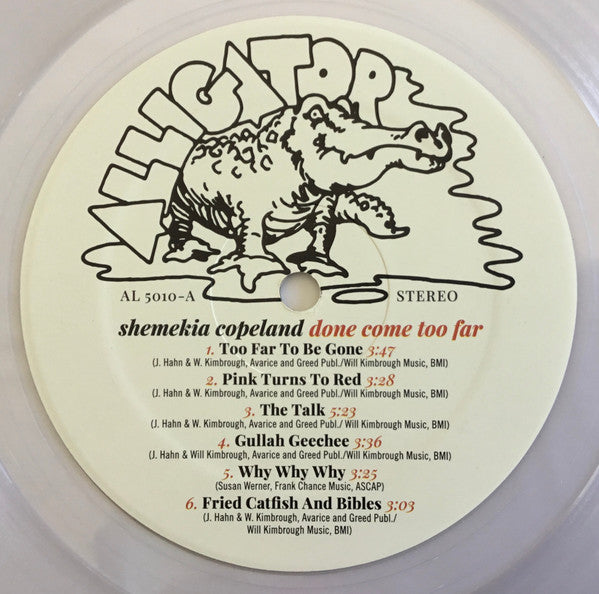 ALLIGATOR
AL 5010-A
STEREO
shemekia copeland done come too far
1. Too Far To Be Gone 3:47
(J. Hahn & W. Kimbrough, Avarice and Greed Publ./Will Kimbrough Music, BMI)
2. Pink Turns To Red 3:28
(J. Hahn & W. Kimbrough, Avarice and Greed Publ./Will Kimbrough Music, BMI)
3. The Talk 5:23
(J. Hahn & W. Kimbrough, Avarice and Greed Publ./ Will Kimbrough Music, BMI)
4. Gullah Geechee 3:36
(J. Hahn & Will Kimbrough, Avarice and Greed Publ./Will Kimbrough Music, BMI)
5. Why Why Why 3:25
(Susan Werner, Frank Chance Music, ASCAP)
6. Fried Catfish And Bibles 3:03
(J. Hahn & W. Kimbrough, Avarice and Greed Publ./
Will Kimbrough Music, BMI)